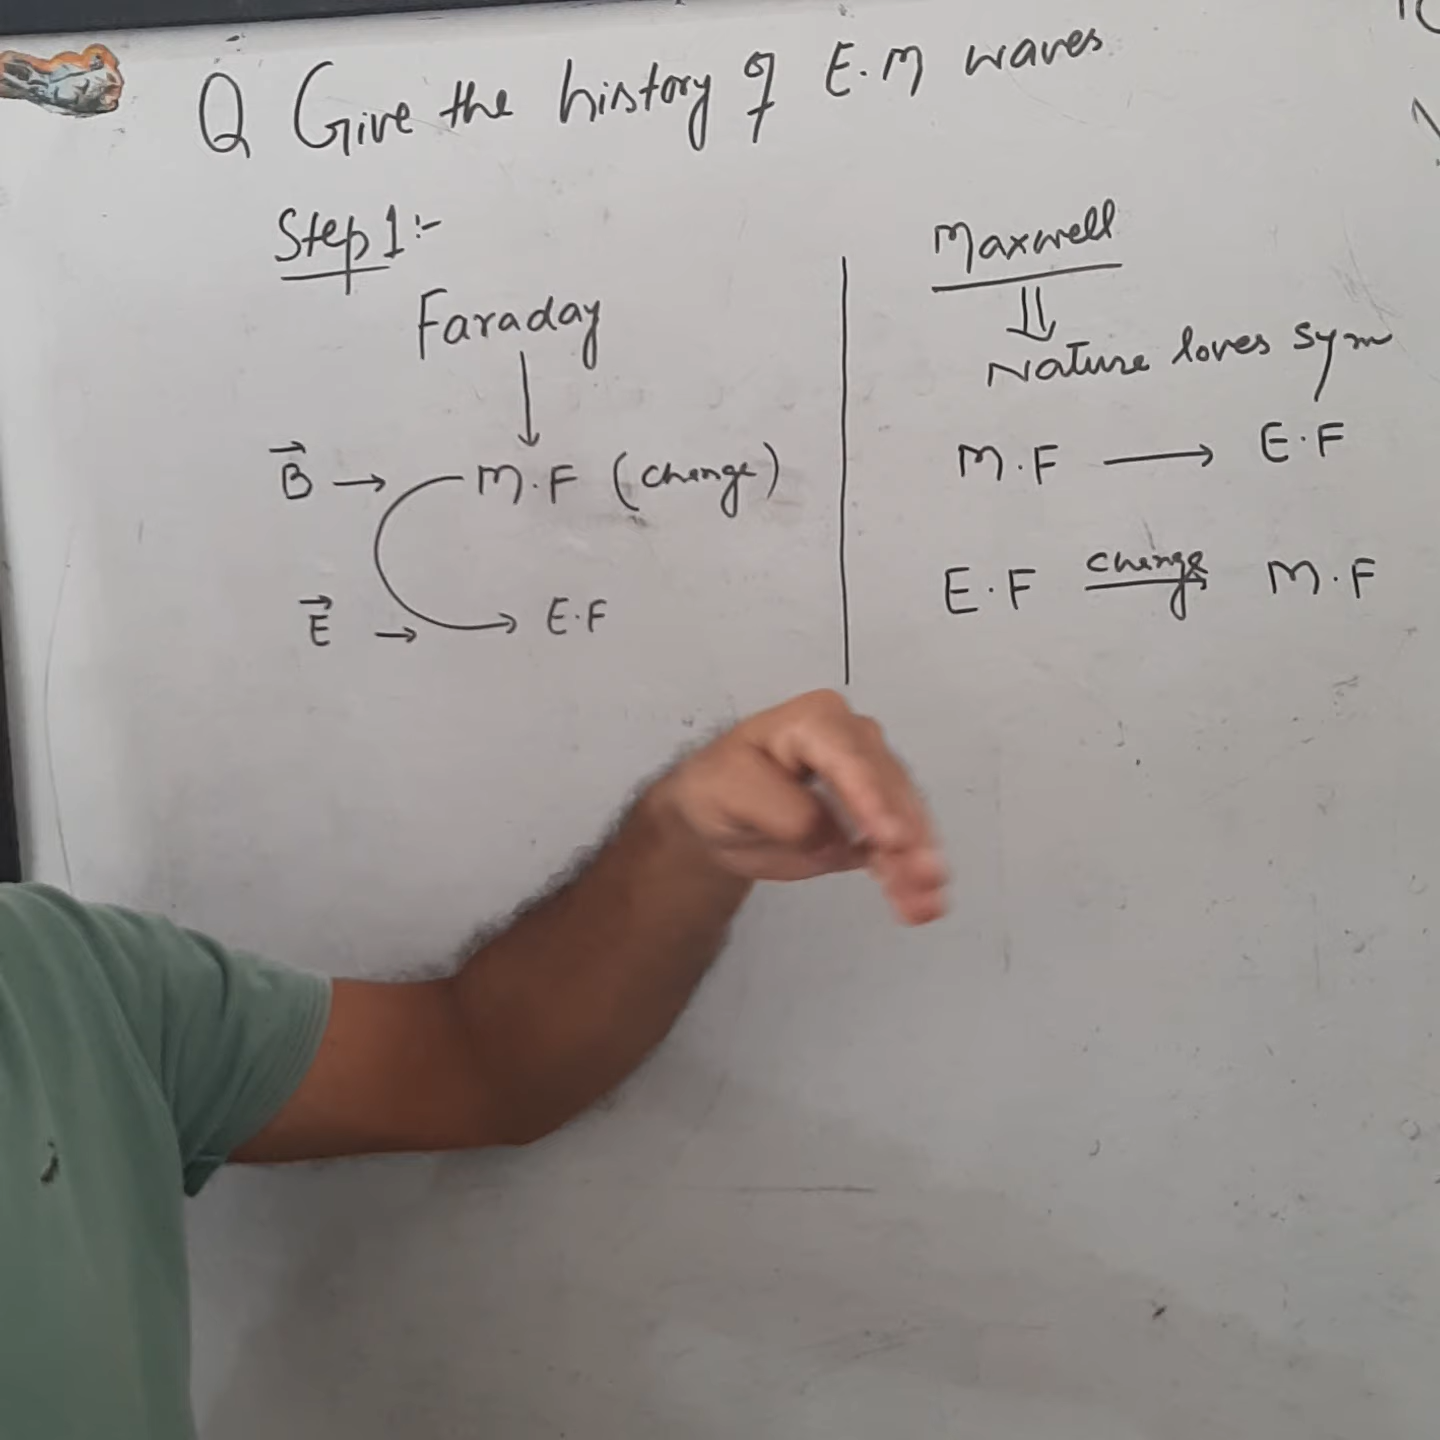 Q Give the history of E.M waves
Step 1:-
Faraday
B → M.F (change)
E → E.F
Maxwell
⇓
Nature loves sym
M.F → E.F
E.F change M.F